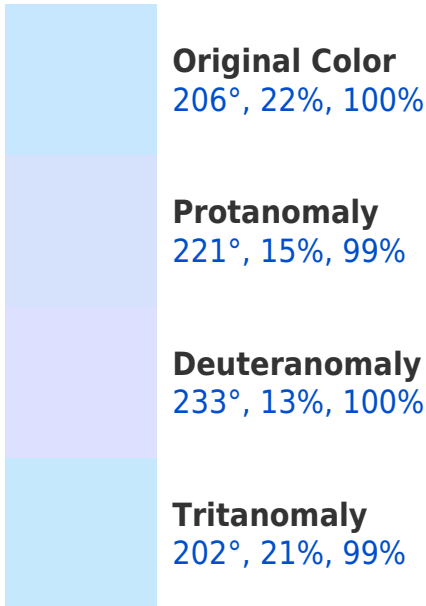 Original Color
206°, 22%, 100%
Protanomaly
221°, 15%, 99%
Deuteranomaly
233°, 13%, 100%
Tritanomaly
202°, 21%, 99%